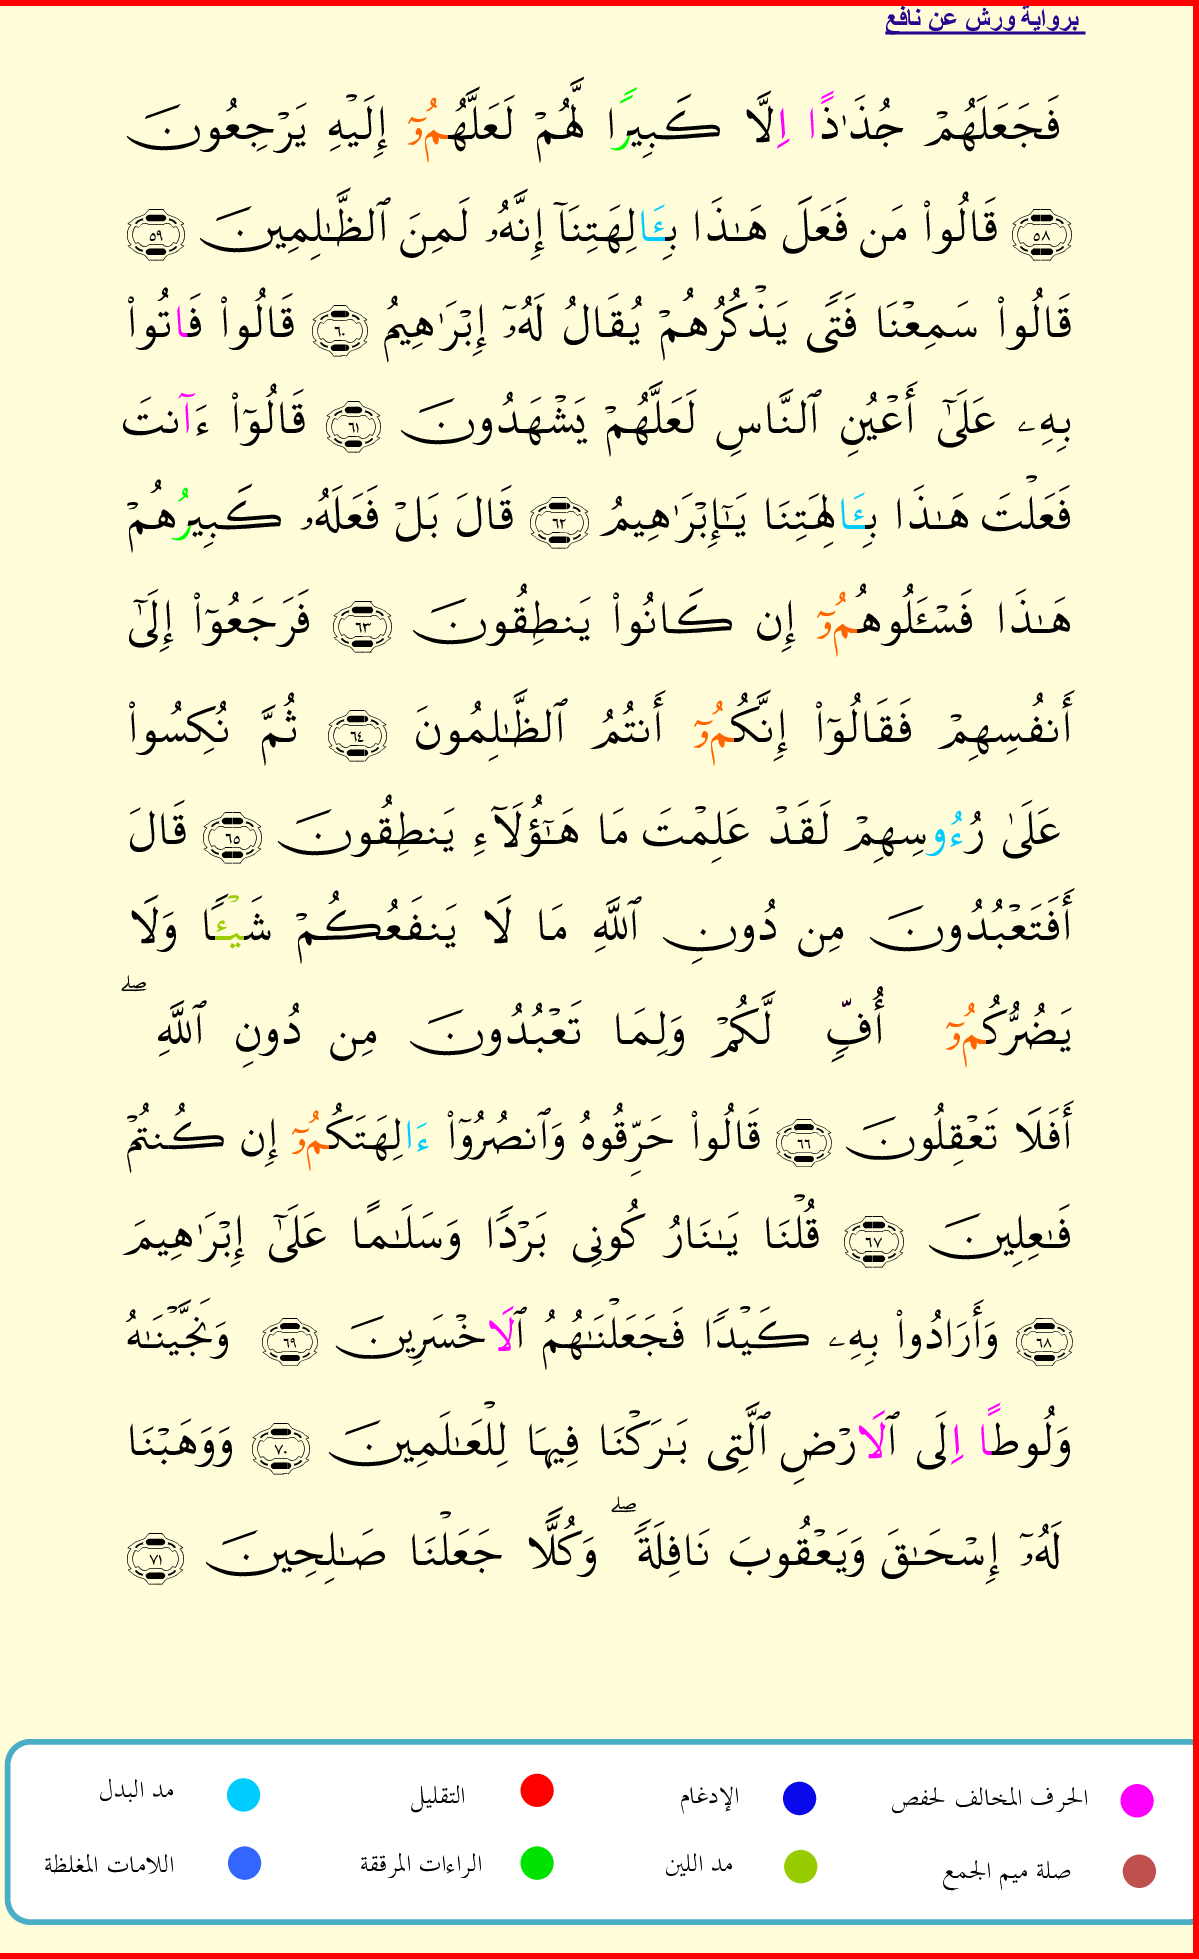 برواية ورش عن نافع
فَجَعَلَهُمْ جُذَٰذًا اِلَّا كَبِيرًا لَّهُمْ لَعَلَّهُمُۥٓ إِلَيْهِ يَرْجِعُونَ
٥٨ قَالُوا۟ مَن فَعَلَ هَـٰذَا بِـَٔالِهَتِنَآ إِنَّهُۥ لَمِنَ ٱلظَّـٰلِمِينَ ٥٩
قَالُوا۟ سَمِعْنَا فَتًى يَذْكُرُهُمْ يُقَالُ لَهُۥٓ إِبْرَٰهِيمُ ٦٠ قَالُوا۟ فَاتُوا۟
بِهِۦ عَلَىٰٓ أَعْيُنِ ٱلنَّاسِ لَعَلَّهُمْ يَشْهَدُونَ ٦١ قَالُوٓا۟ ءَآنتَ
فَعَلْتَ هَـٰذَا بِـَٔالِهَتِنَا يَـٰٓإِبْرَٰهِيمُ ٦٢ قَالَ بَلْ فَعَلَهُۥ كَبِيرُهُمْ
هَـٰذَا فَسْـَٔلُوهُمُۥٓ إِن كَانُوا۟ يَنطِقُونَ ٦٣ فَرَجَعُوٓا۟ إِلَىٰٓ
أَنفُسِهِمْ فَقَالُوٓا۟ إِنَّكُمُۥٓ أَنتُمُ ٱلظَّـٰلِمُونَ ٦٤ ثُمَّ نُكِسُوا۟
عَلَىٰ رُءُوسِهِمْ لَقَدْ عَلِمْتَ مَا هَـٰٓؤُلَآءِ يَنطِقُونَ ٦٥ قَالَ
أَفَتَعْبُدُونَ مِن دُونِ ٱللَّهِ مَا لَا يَنفَعُكُمْ شَيْـًٔا وَلَا
يَضُرُّكُمُۥٓ أُفٍّ لَّكُمْ وَلِمَا تَعْبُدُونَ مِن دُونِ ٱللَّهِ ۖ
أَفَلَا تَعْقِلُونَ ٦٦ قَالُوا۟ حَرِّقُوهُ وَٱنصُرُوٓا۟ ءَالِهَتَكُمُۥٓ إِن كُنتُمْ
فَـٰعِلِينَ ٦٧ قُلْنَا يَـٰنَارُ كُونِى بَرْدًا وَسَلَـٰمًا عَلَىٰٓ إِبْرَٰهِيمَ
٦٨ وَأَرَادُوا۟ بِهِۦ كَيْدًا فَجَعَلْنَـٰهُمُ ٱلَاخْسَرِينَ ٦٩ وَنَجَّيْنَـٰهُ
وَلُوطًا اِلَى ٱلَارْضِ ٱلَّتِى بَـٰرَكْنَا فِيهَا لِلْعَـٰلَمِينَ ٧٠ وَوَهَبْنَا
لَهُۥٓ إِسْحَـٰقَ وَيَعْقُوبَ نَافِلَةً ۖ وَكُلًّا جَعَلْنَا صَـٰلِحِينَ ٧١
الحرف المخالف لحفص الإدغام التقليل مد البدل
صلة ميم الجمع مد اللين الراءات المرققة اللامات المغلظة